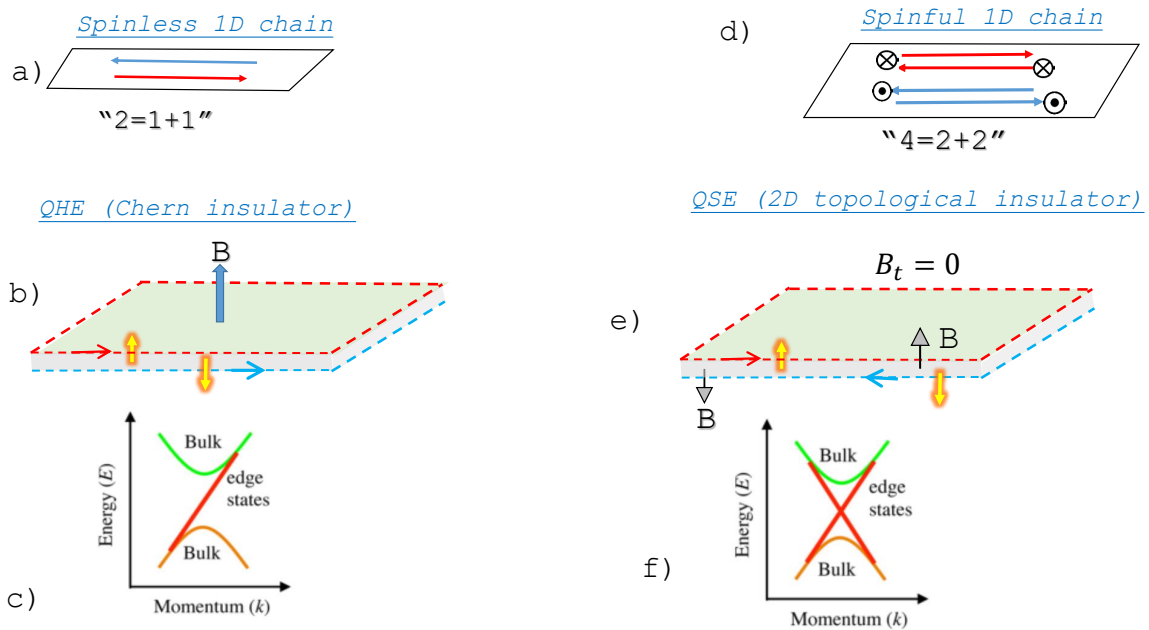 Spinless 1D chain
a)
“2=1+1”
QHE (Chern insulator)
B
b)
Bulk
edge
states
Bulk
Energy (E)
Momentum (k)
c)
Spinful 1D chain
d)
“4=2+2”
QSE (2D topological insulator)
B_t = 0
e)
B
B
Bulk
edge
states
Bulk
Energy (E)
Momentum (k)
f)